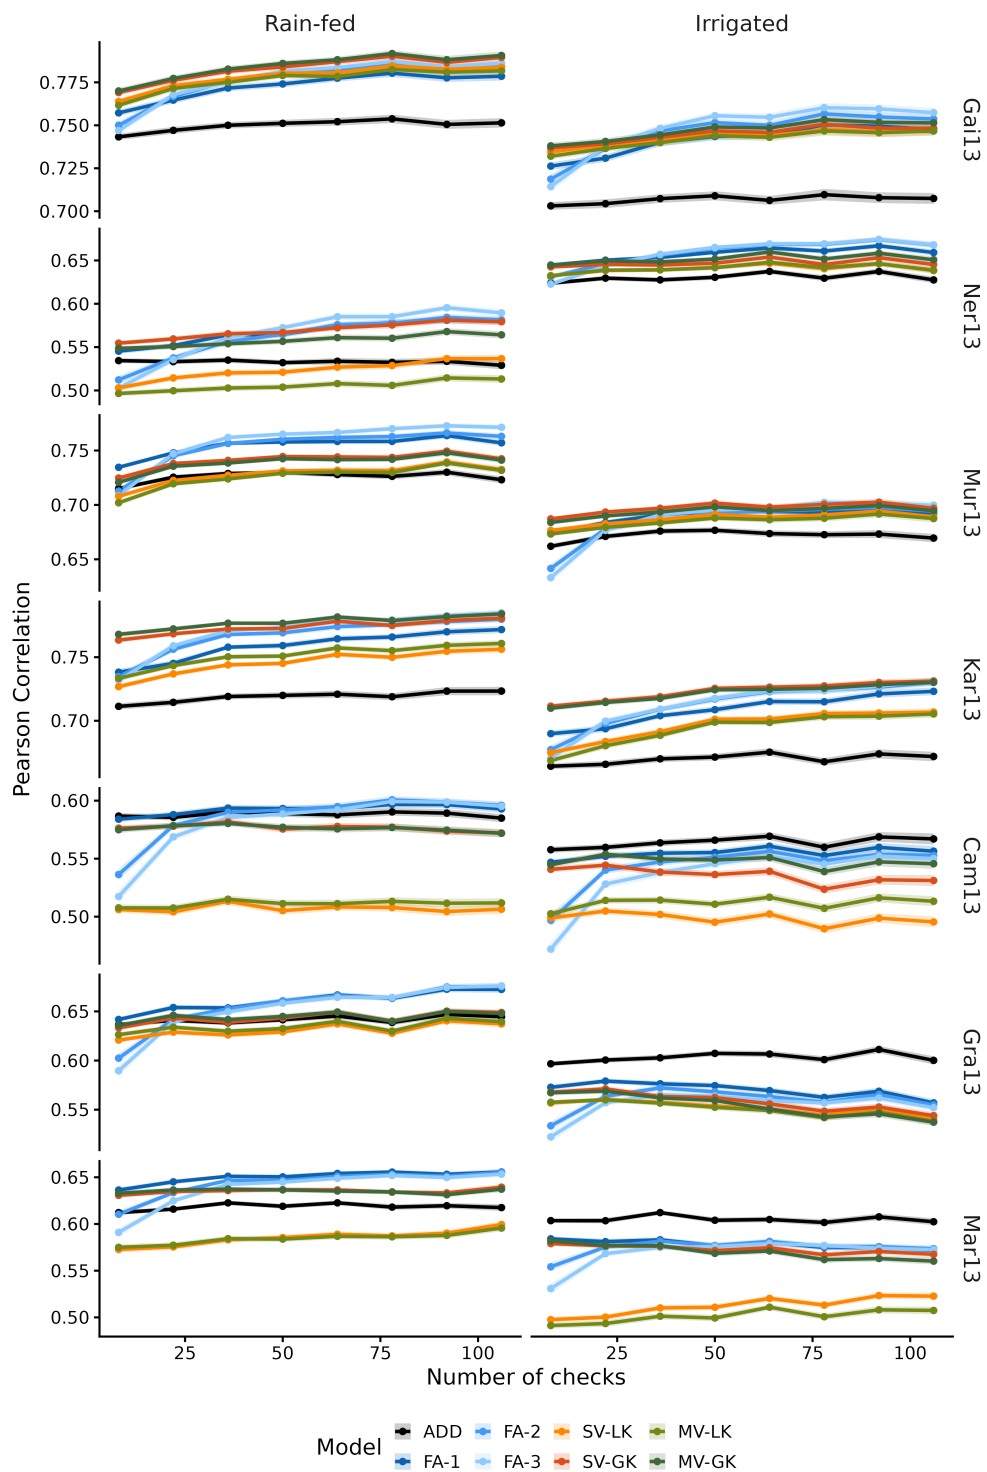 Rain-fed Irrigated
0.775
0.750
0.725
0.700
Gai13
0.65
0.60
0.55
0.50
Ner13
0.75
0.70
0.65
Mur13
0.75
0.70
Kar13
0.60
0.55
0.50
Cam13
0.65
0.60
0.55
Gra13
0.65
0.60
0.55
0.50
Mar13
Pearson Correlation
25 50 75 100 25 50 75 100
Number of checks
Model
ADD FA-2 SV-LK MV-LK
FA-1 FA-3 SV-GK MV-GK